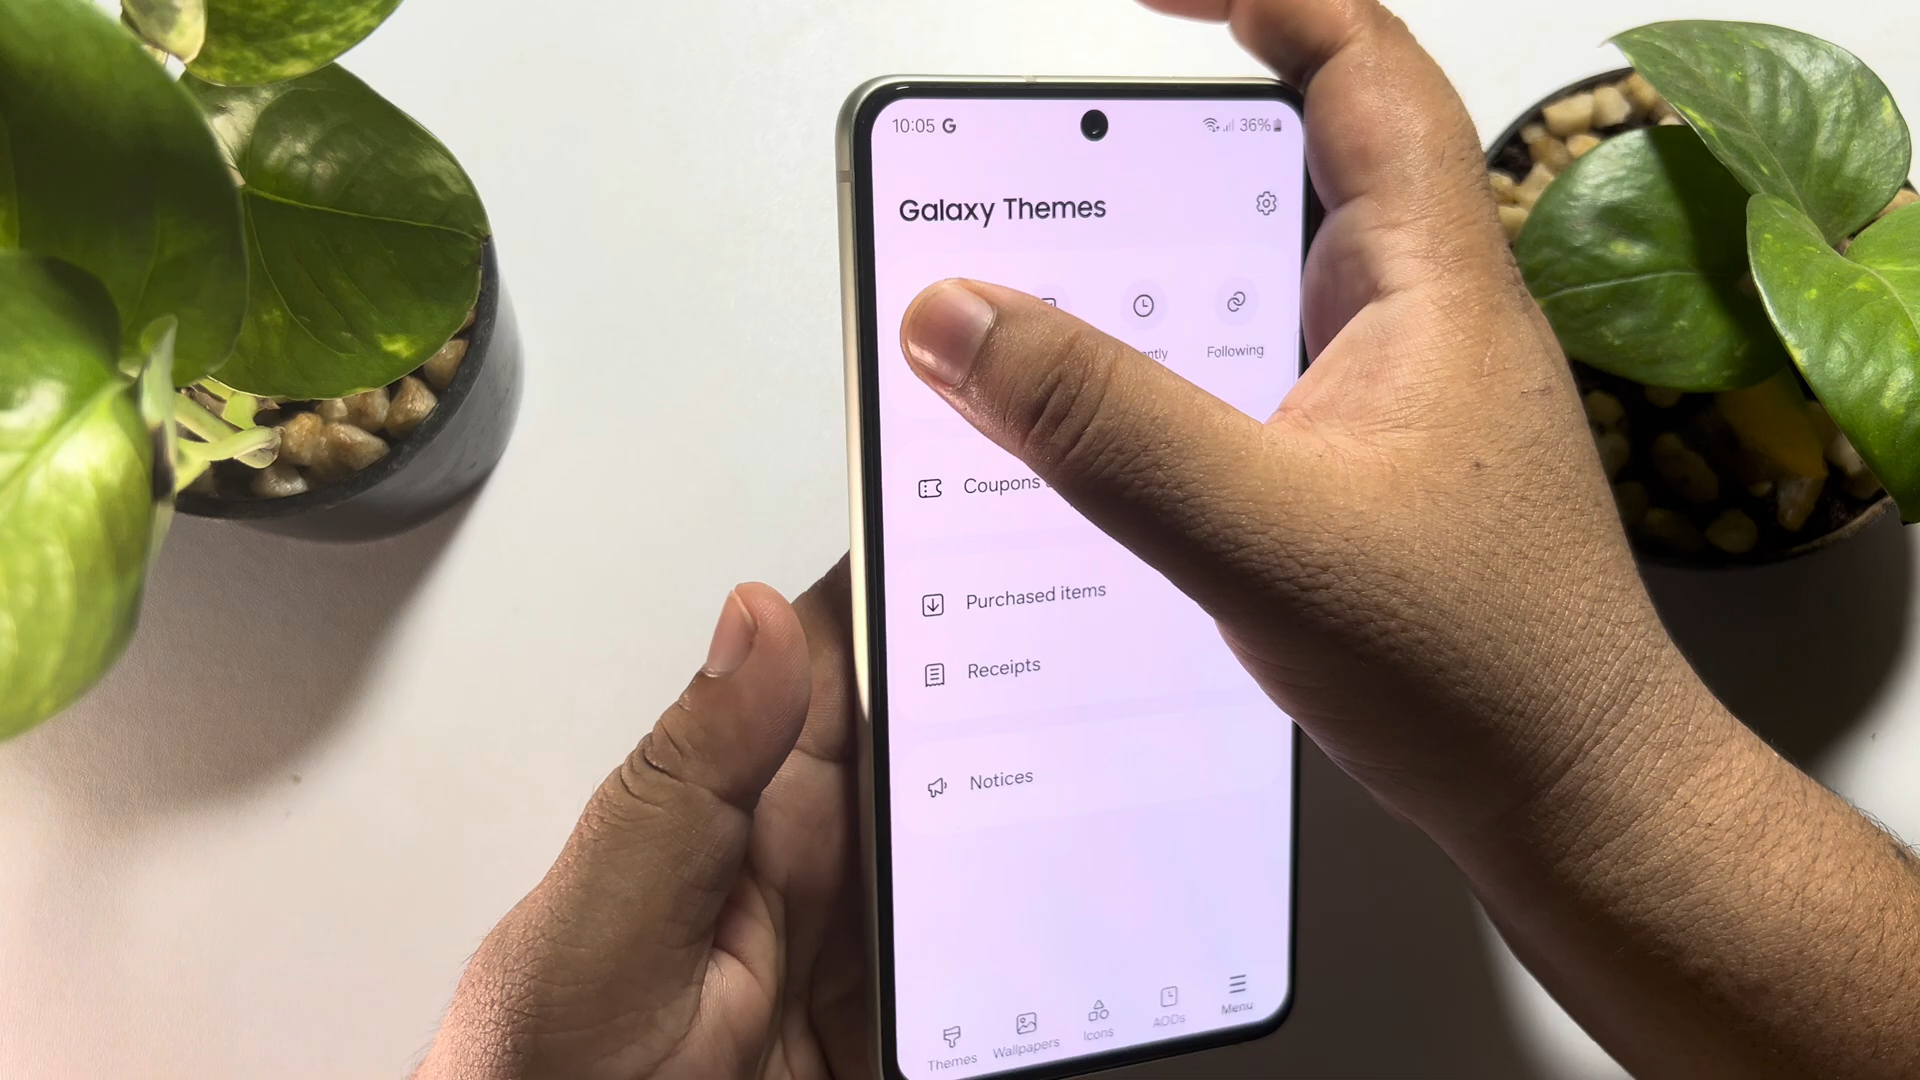 10:05 G 36%
Galaxy Themes
Following
Coupons
Purchased items
Receipts
Notices
Themes Wallpapers Icons AODs Menu